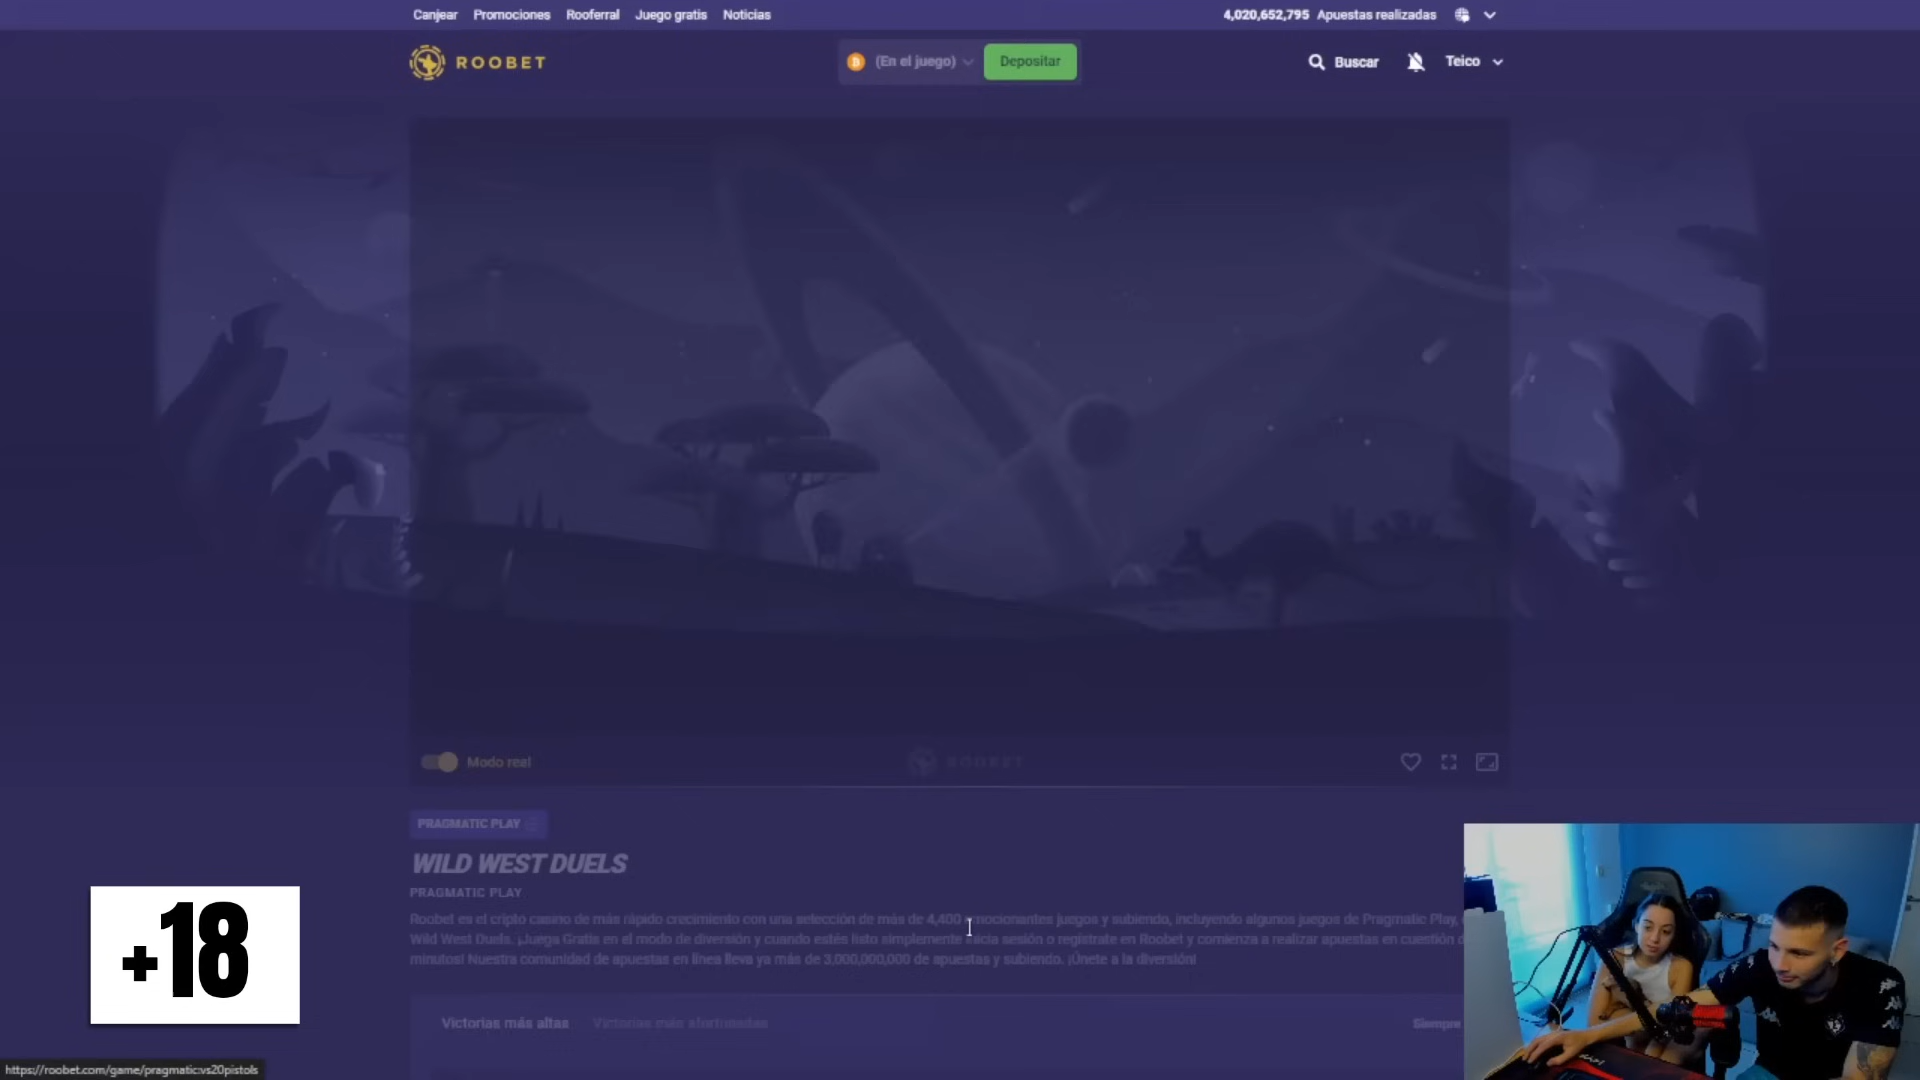 Canjear Promociones Rooferral Juego gratis Noticias
4,020,652,795 Apuestas realizadas
ROOBET
(En el juego) Depositar
Buscar
Teico
Modo real
ROOBET
PRAGMATIC PLAY
WILD WEST DUELS
PRAGMATIC PLAY
Roobet es el cripto casino de más rápido crecimiento con una selección de más de 4,400 emocionantes juegos y subiendo, incluyendo algunos juegos de Pragmatic Play,
Wild West Duels. ¡Juega Gratis en el modo de diversión y cuando estés listo simplemente inicia sesión o regístrate en Roobet y comienza a realizar apuestas en cuestión
minutos! Nuestra comunidad de apuestas en línea lleva ya más de 3,000,000,000 de apuestas y subiendo. ¡Únete a la diversión!
Victorias más altas Victorias más afortunadas
Siempre
+18
https://roobet.com/game/pragmatic:vs20pistols